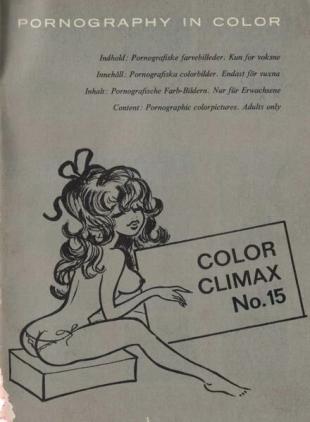 PORNOGRAPHY IN COLOR
Indhold: Pornografiske farvebilleder. Kun for voksne
Innehåll: Pornografiska colorbilder. Endast för vuxna
Inhalt: Pornografische Farb-Bildern. Nur für Erwachsene
Content: Pornographic colorpictures. Adults only
COLOR
CLIMAX
No.15